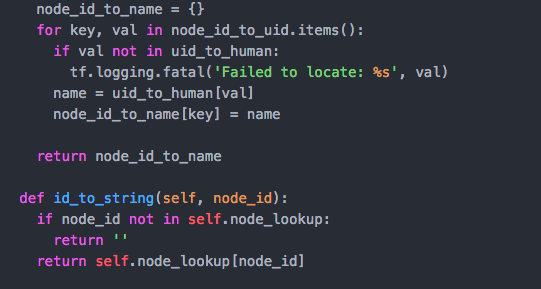 node_id_to_name = {}
for key, val in node_id_to_uid.items():
if val not in uid_to_human:
tf.logging.fatal('Failed to locate: %s', val)
name = uid_to_human[val]
node_id_to_name[key] = name
return node_id_to_name
def id_to_string(self, node_id):
if node_id not in self.node_lookup:
return ''
return self.node_lookup[node_id]